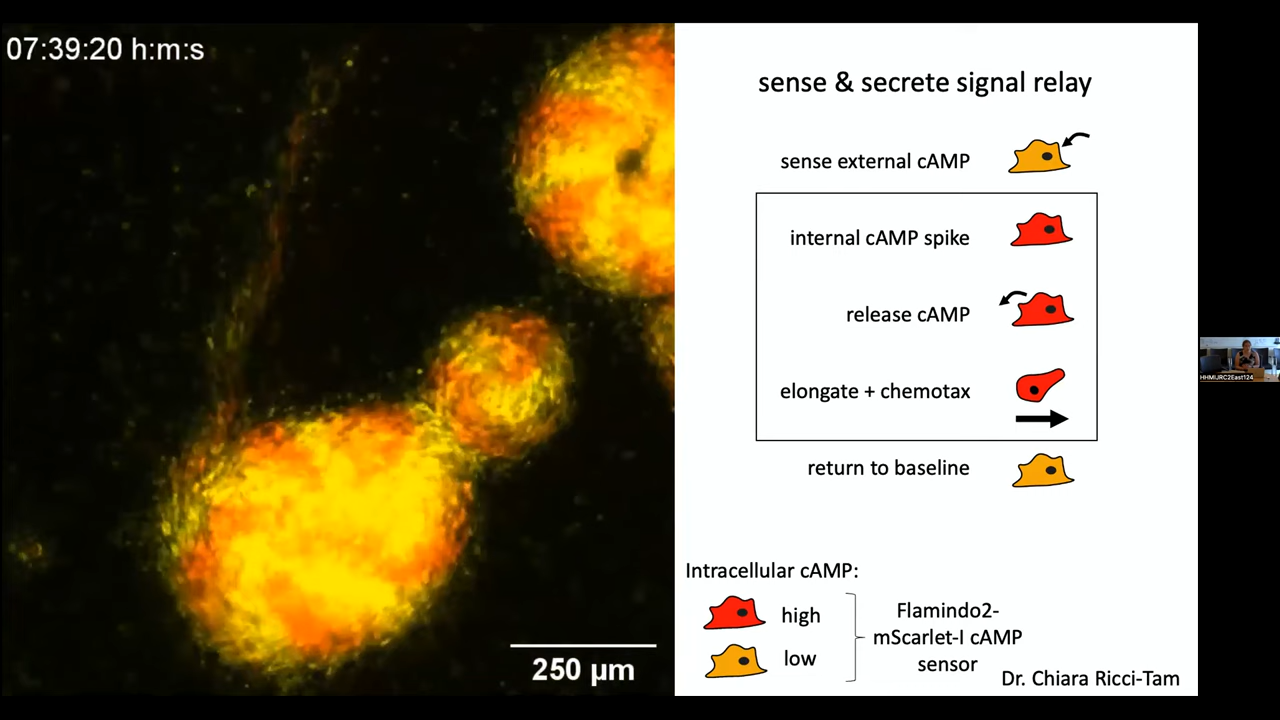 07:39:20 h:m:s
250 µm
sense & secrete signal relay
sense external cAMP
internal cAMP spike
release cAMP
elongate + chemotax
return to baseline
Intracellular cAMP:
high
low
Flamindo2-
mScarlet-I cAMP
sensor
Dr. Chiara Ricci-Tam
HHMIJRC2East124